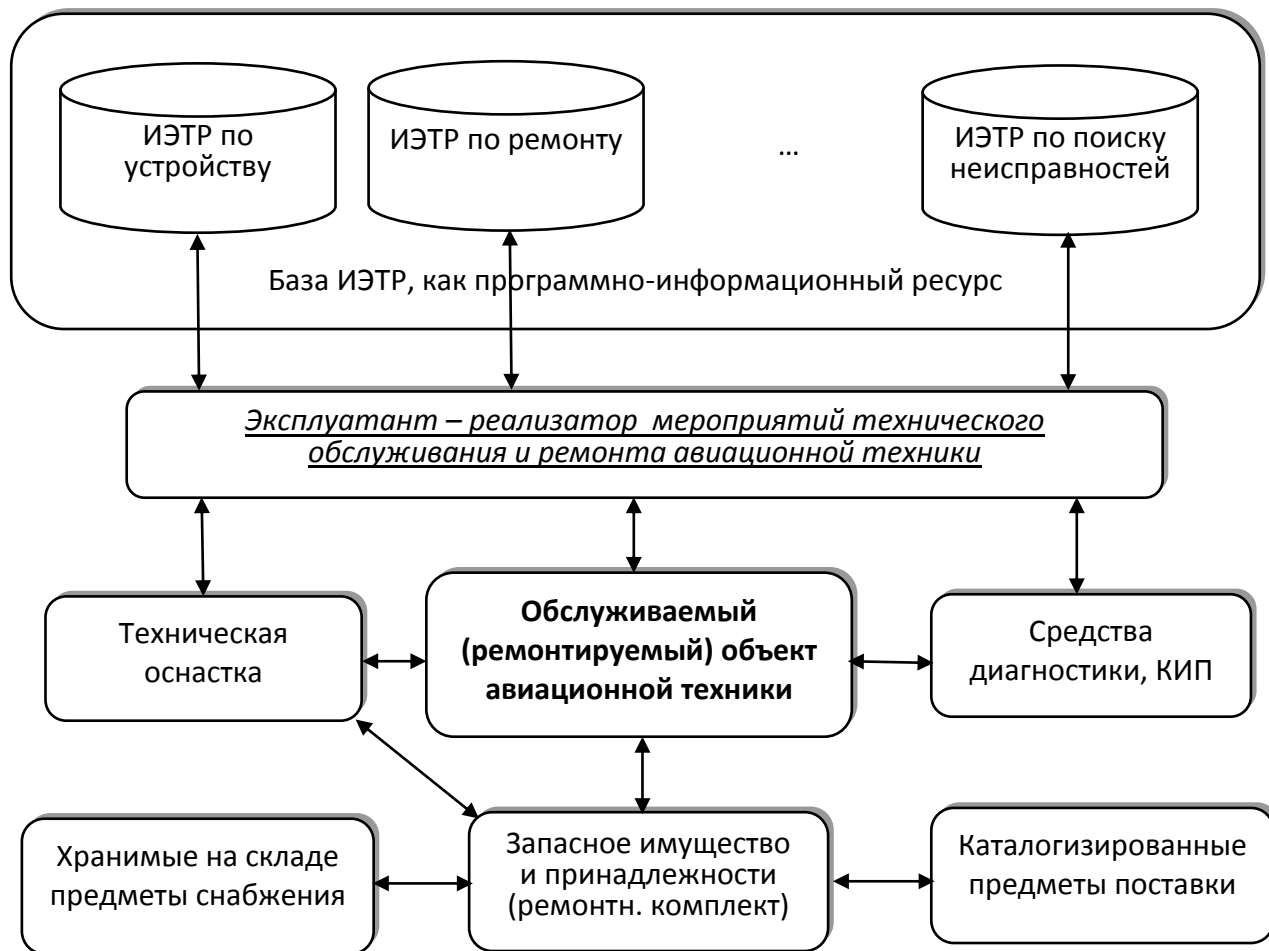 ИЭТР по
устройству
ИЭТР по ремонту
...
ИЭТР по поиску
неисправностей
База ИЭТР, как программно-информационный ресурс
Эксплуатант – реализатор мероприятий технического
обслуживания и ремонта авиационной техники
Техническая
оснастка
Обслуживаемый
(ремонтируемый) объект
авиационной техники
Средства
диагностики, КИП
Хранимые на складе
предметы снабжения
Запасное имущество
и принадлежности
(ремонтн. комплект)
Каталогизированные
предметы поставки